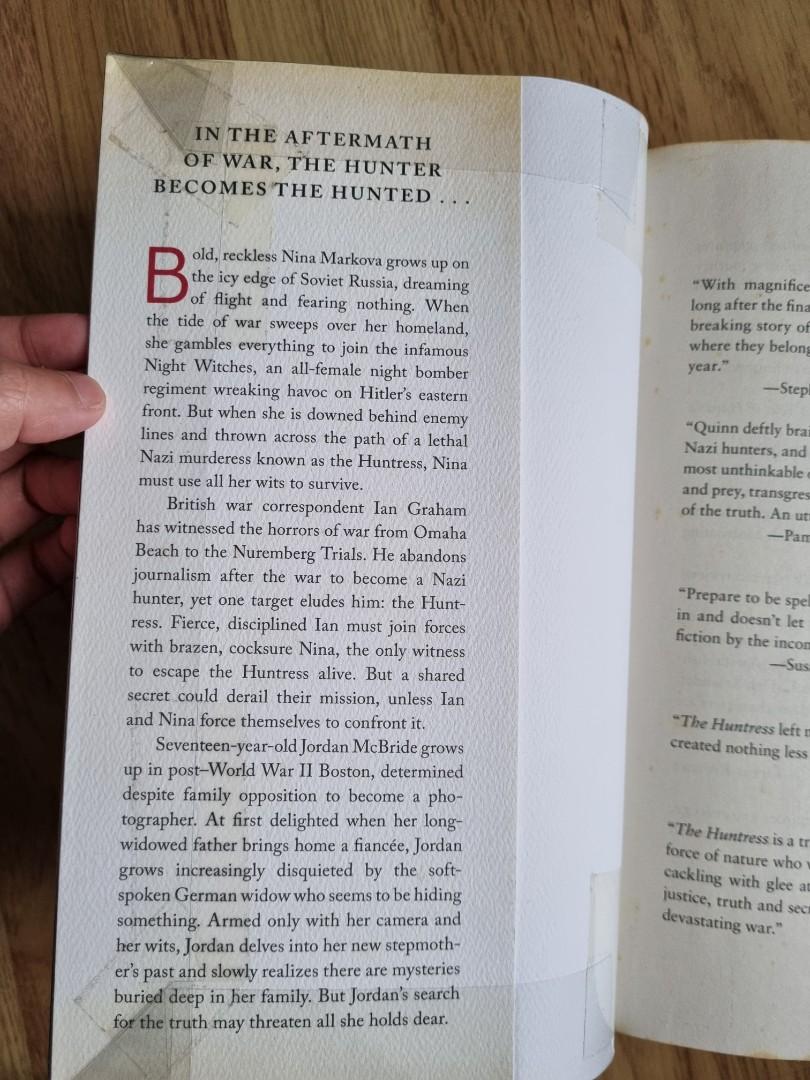 IN THE AFTERMATH
OF WAR, THE HUNTER
BECOMES THE HUNTED . . .
Bold, reckless Nina Markova grows up on
the icy edge of Soviet Russia, dreaming
of flight and fearing nothing. When
the tide of war sweeps over her homeland,
she gambles everything to join the infamous
Night Witches, an all-female night bomber
regiment wreaking havoc on Hitler's eastern
front. But when she is downed behind enemy
lines and thrown across the path of a lethal
Nazi murderess known as the Huntress, Nina
must use all her wits to survive.
British war correspondent Ian Graham
has witnessed the horrors of war from Omaha
Beach to the Nuremberg Trials. He abandons
journalism after the war to become a Nazi
hunter, yet one target eludes him: the Hunt-
ress. Fierce, disciplined Ian must join forces
with brazen, cocksure Nina, the only witness
to escape the Huntress alive. But a shared
secret could derail their mission, unless Ian
and Nina force themselves to confront it.
Seventeen-year-old Jordan McBride grows
up in post–World War II Boston, determined
despite family opposition to become a pho-
tographer. At first delighted when her long-
widowed father brings home a fiancée, Jordan
grows increasingly disquieted by the soft-
spoken German widow who seems to be hiding
something. Armed only with her camera and
her wits, Jordan delves into her new stepmoth-
er's past and slowly realizes there are mysteries
buried deep in her family. But Jordan's search
for the truth may threaten all she holds dear.
"With
long after the
breaking story of
where they
year."
"Quinn deftly
Nazi hunters, and
most unthinkable
and prey,
of the truth. An
"Prepare to be
in and doesn't let
fiction by the
"The Huntress left
created nothing less
"The Huntress is a
force of nature who
cackling with glee
justice, truth and
devastating war."